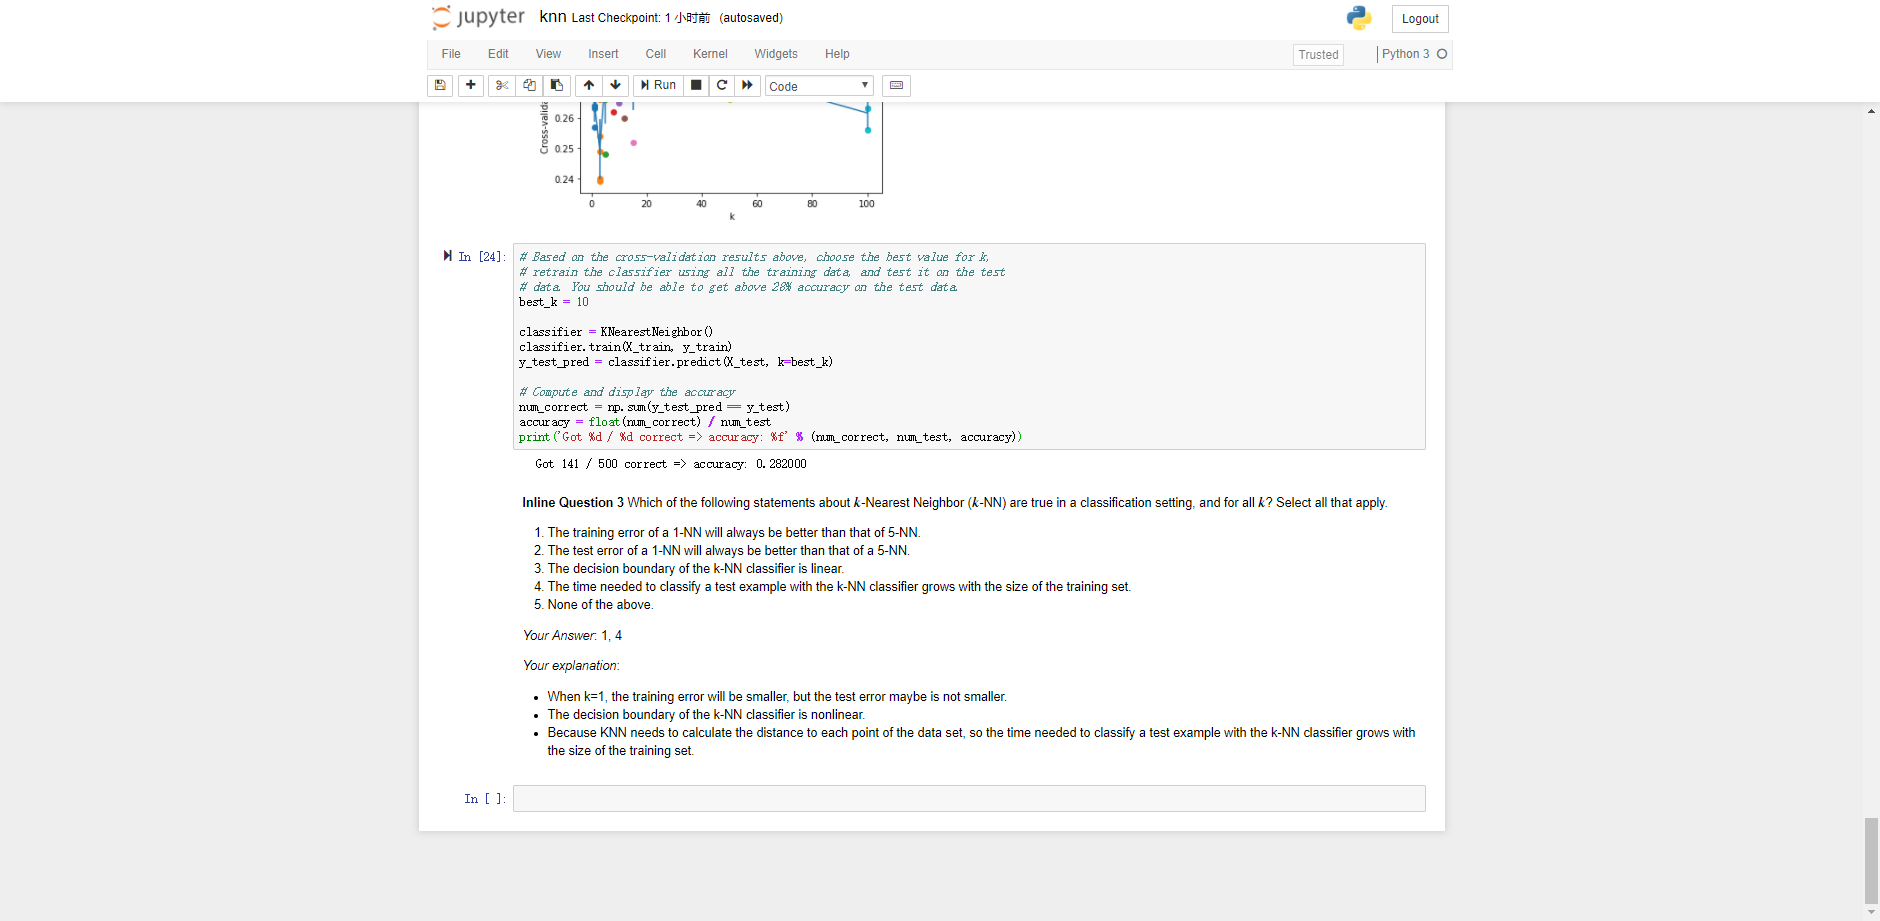 jupyter knn Last Checkpoint: 1 小时前 (autosaved)
Logout
File Edit View Insert Cell Kernel Widgets Help
Trusted
Python 3
Run
Code
0.26
0.25
0.24
0 20 40 60 80 100
k
In [24]:
# Based on the cross-validation results above, choose the best value for k,
# retrain the classifier using all the training data, and test it on the test
# data. You should be able to get above 28% accuracy on the test data.
best_k = 10
classifier = KNearestNeighbor()
classifier.train(X_train, y_train)
y_test_pred = classifier.predict(X_test, k=best_k)
# Compute and display the accuracy
num_correct = np.sum(y_test_pred == y_test)
accuracy = float(num_correct) / num_test
print('Got %d / %d correct => accuracy: %f' % (num_correct, num_test, accuracy))
Got 141 / 500 correct => accuracy: 0.282000
Inline Question 3 Which of the following statements about k-Nearest Neighbor (k-NN) are true in a classification setting, and for all k? Select all that apply.
1. The training error of a 1-NN will always be better than that of 5-NN.
2. The test error of a 1-NN will always be better than that of a 5-NN.
3. The decision boundary of the k-NN classifier is linear.
4. The time needed to classify a test example with the k-NN classifier grows with the size of the training set.
5. None of the above.
Your Answer: 1, 4
Your explanation:
• When k=1, the training error will be smaller, but the test error maybe is not smaller.
• The decision boundary of the k-NN classifier is nonlinear.
• Because KNN needs to calculate the distance to each point of the data set, so the time needed to classify a test example with the k-NN classifier grows with
the size of the training set.
In [ ]: